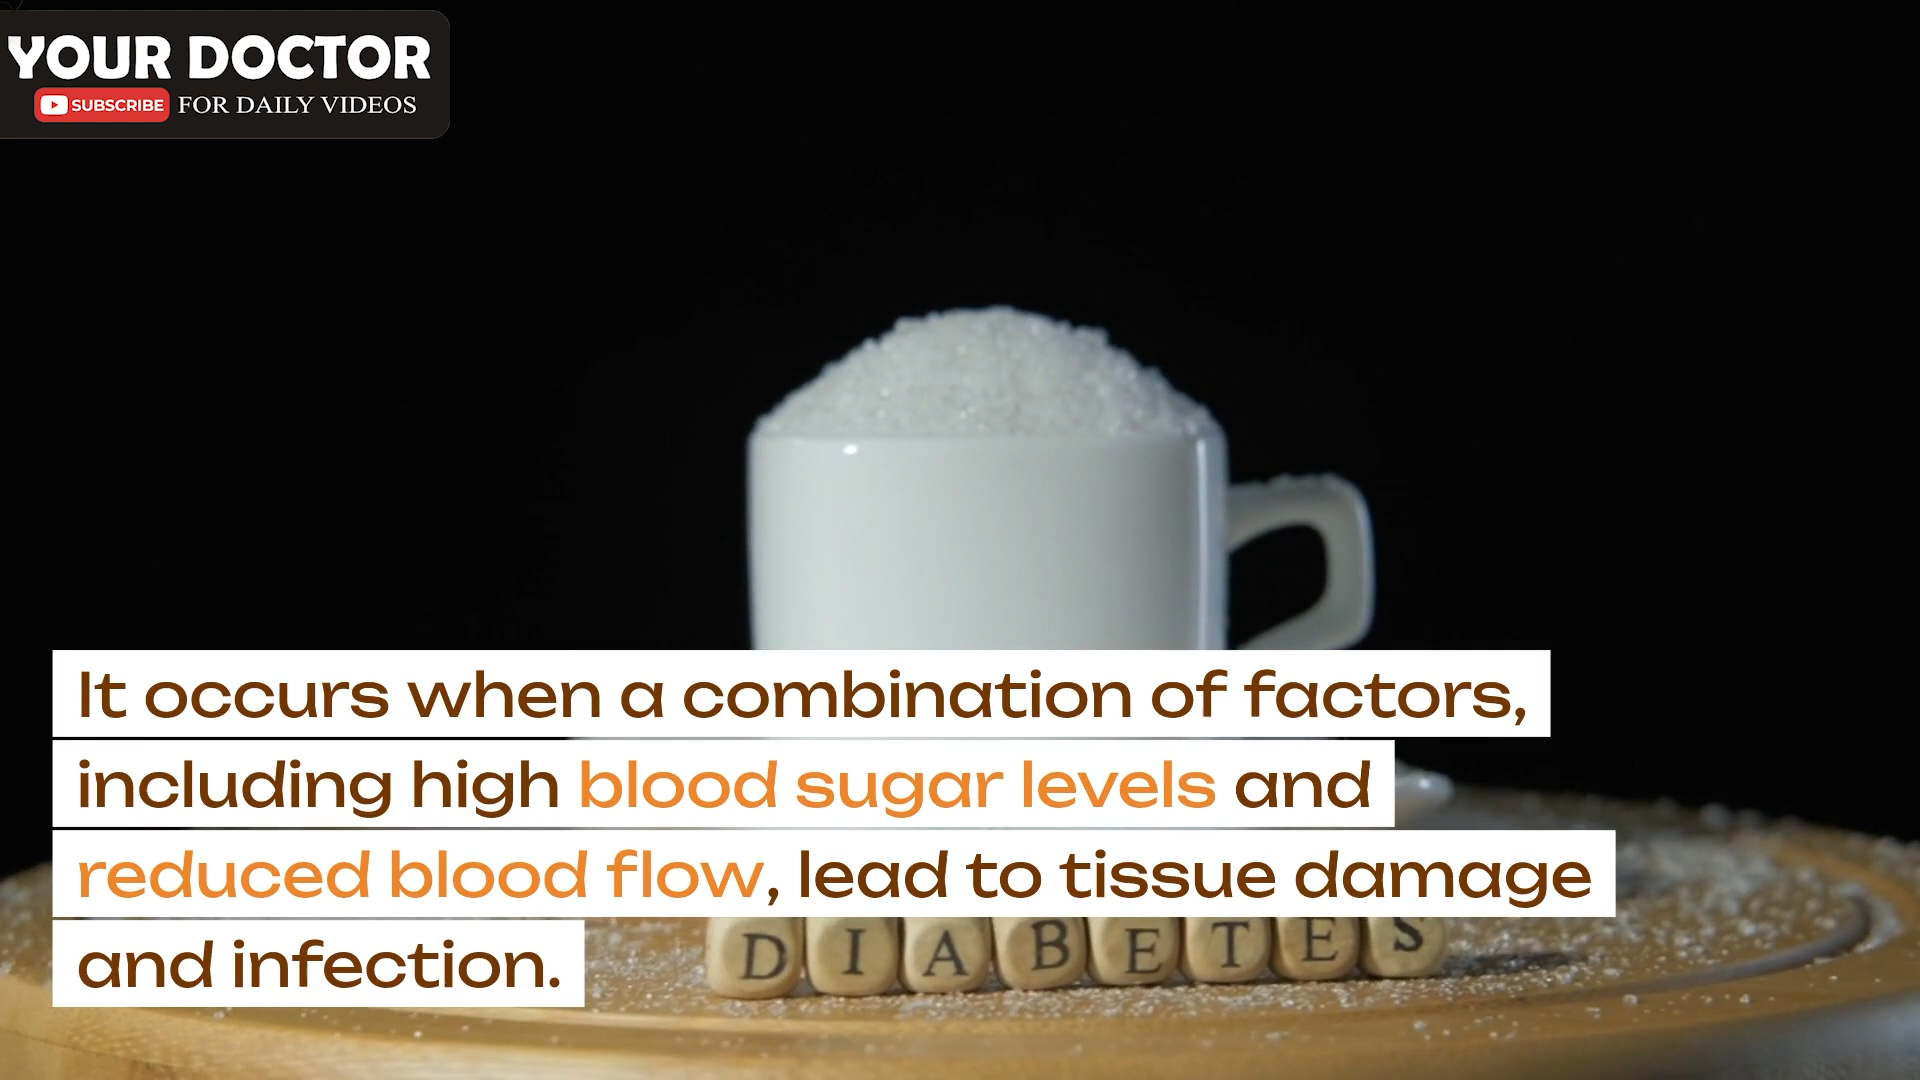 YOUR DOCTOR
SUBSCRIBE FOR DAILY VIDEOS
It occurs when a combination of factors,
including high blood sugar levels and
reduced blood flow, lead to tissue damage
and infection.
DIABETES